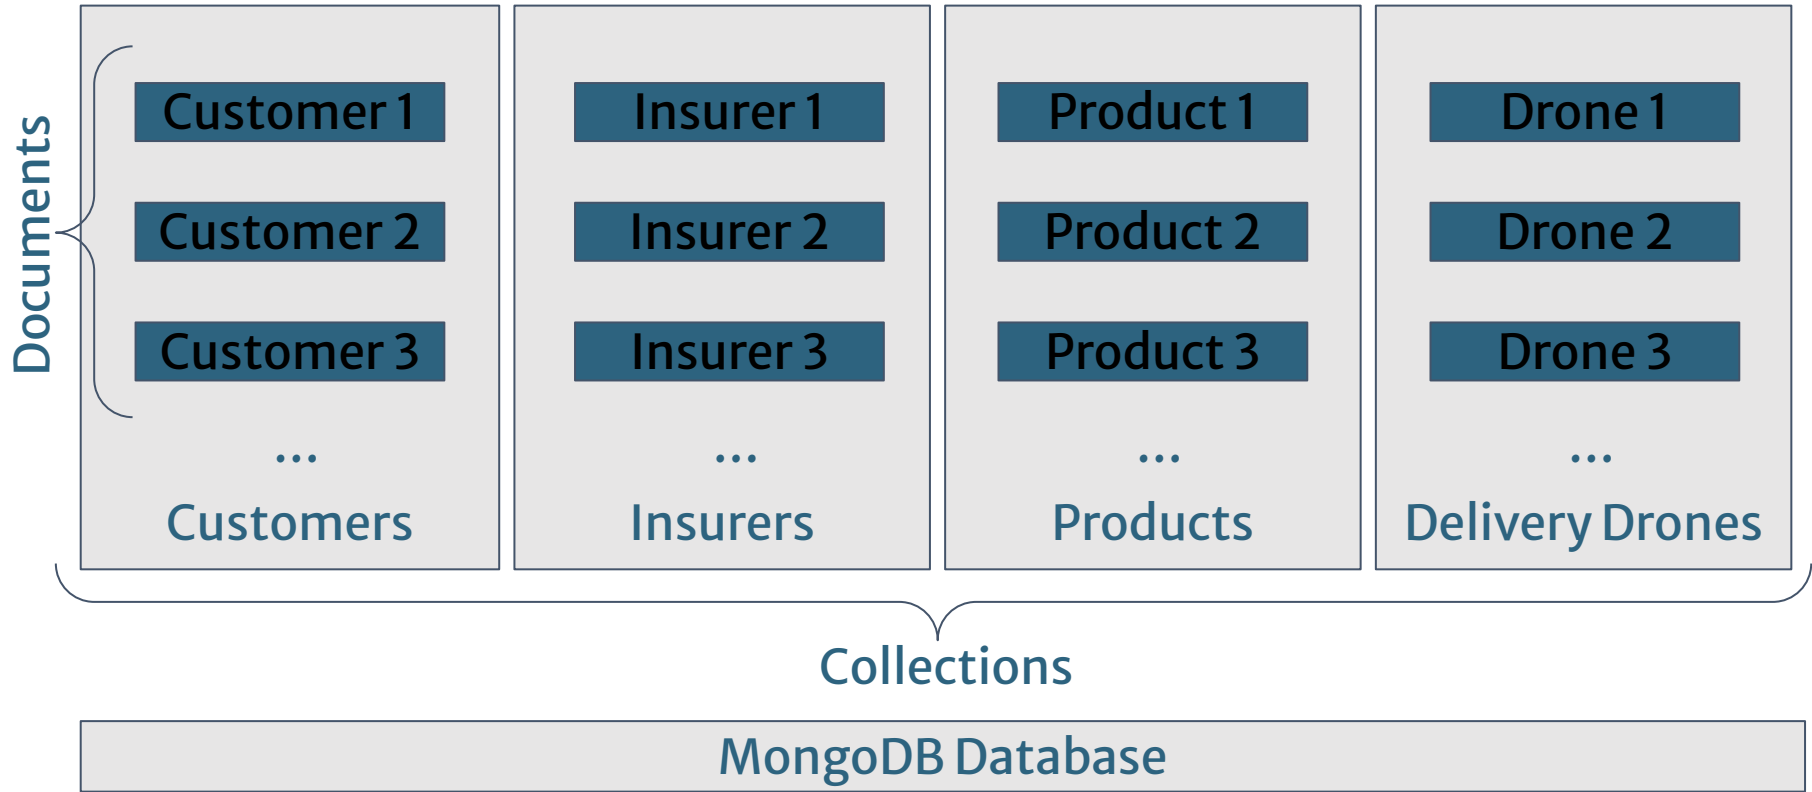 Documents
Customer 1
Customer 2
Customer 3
...
Customers
Insurer 1
Insurer 2
Insurer 3
...
Insurers
Product 1
Product 2
Product 3
...
Products
Drone 1
Drone 2
Drone 3
...
Delivery Drones
Collections
MongoDB Database